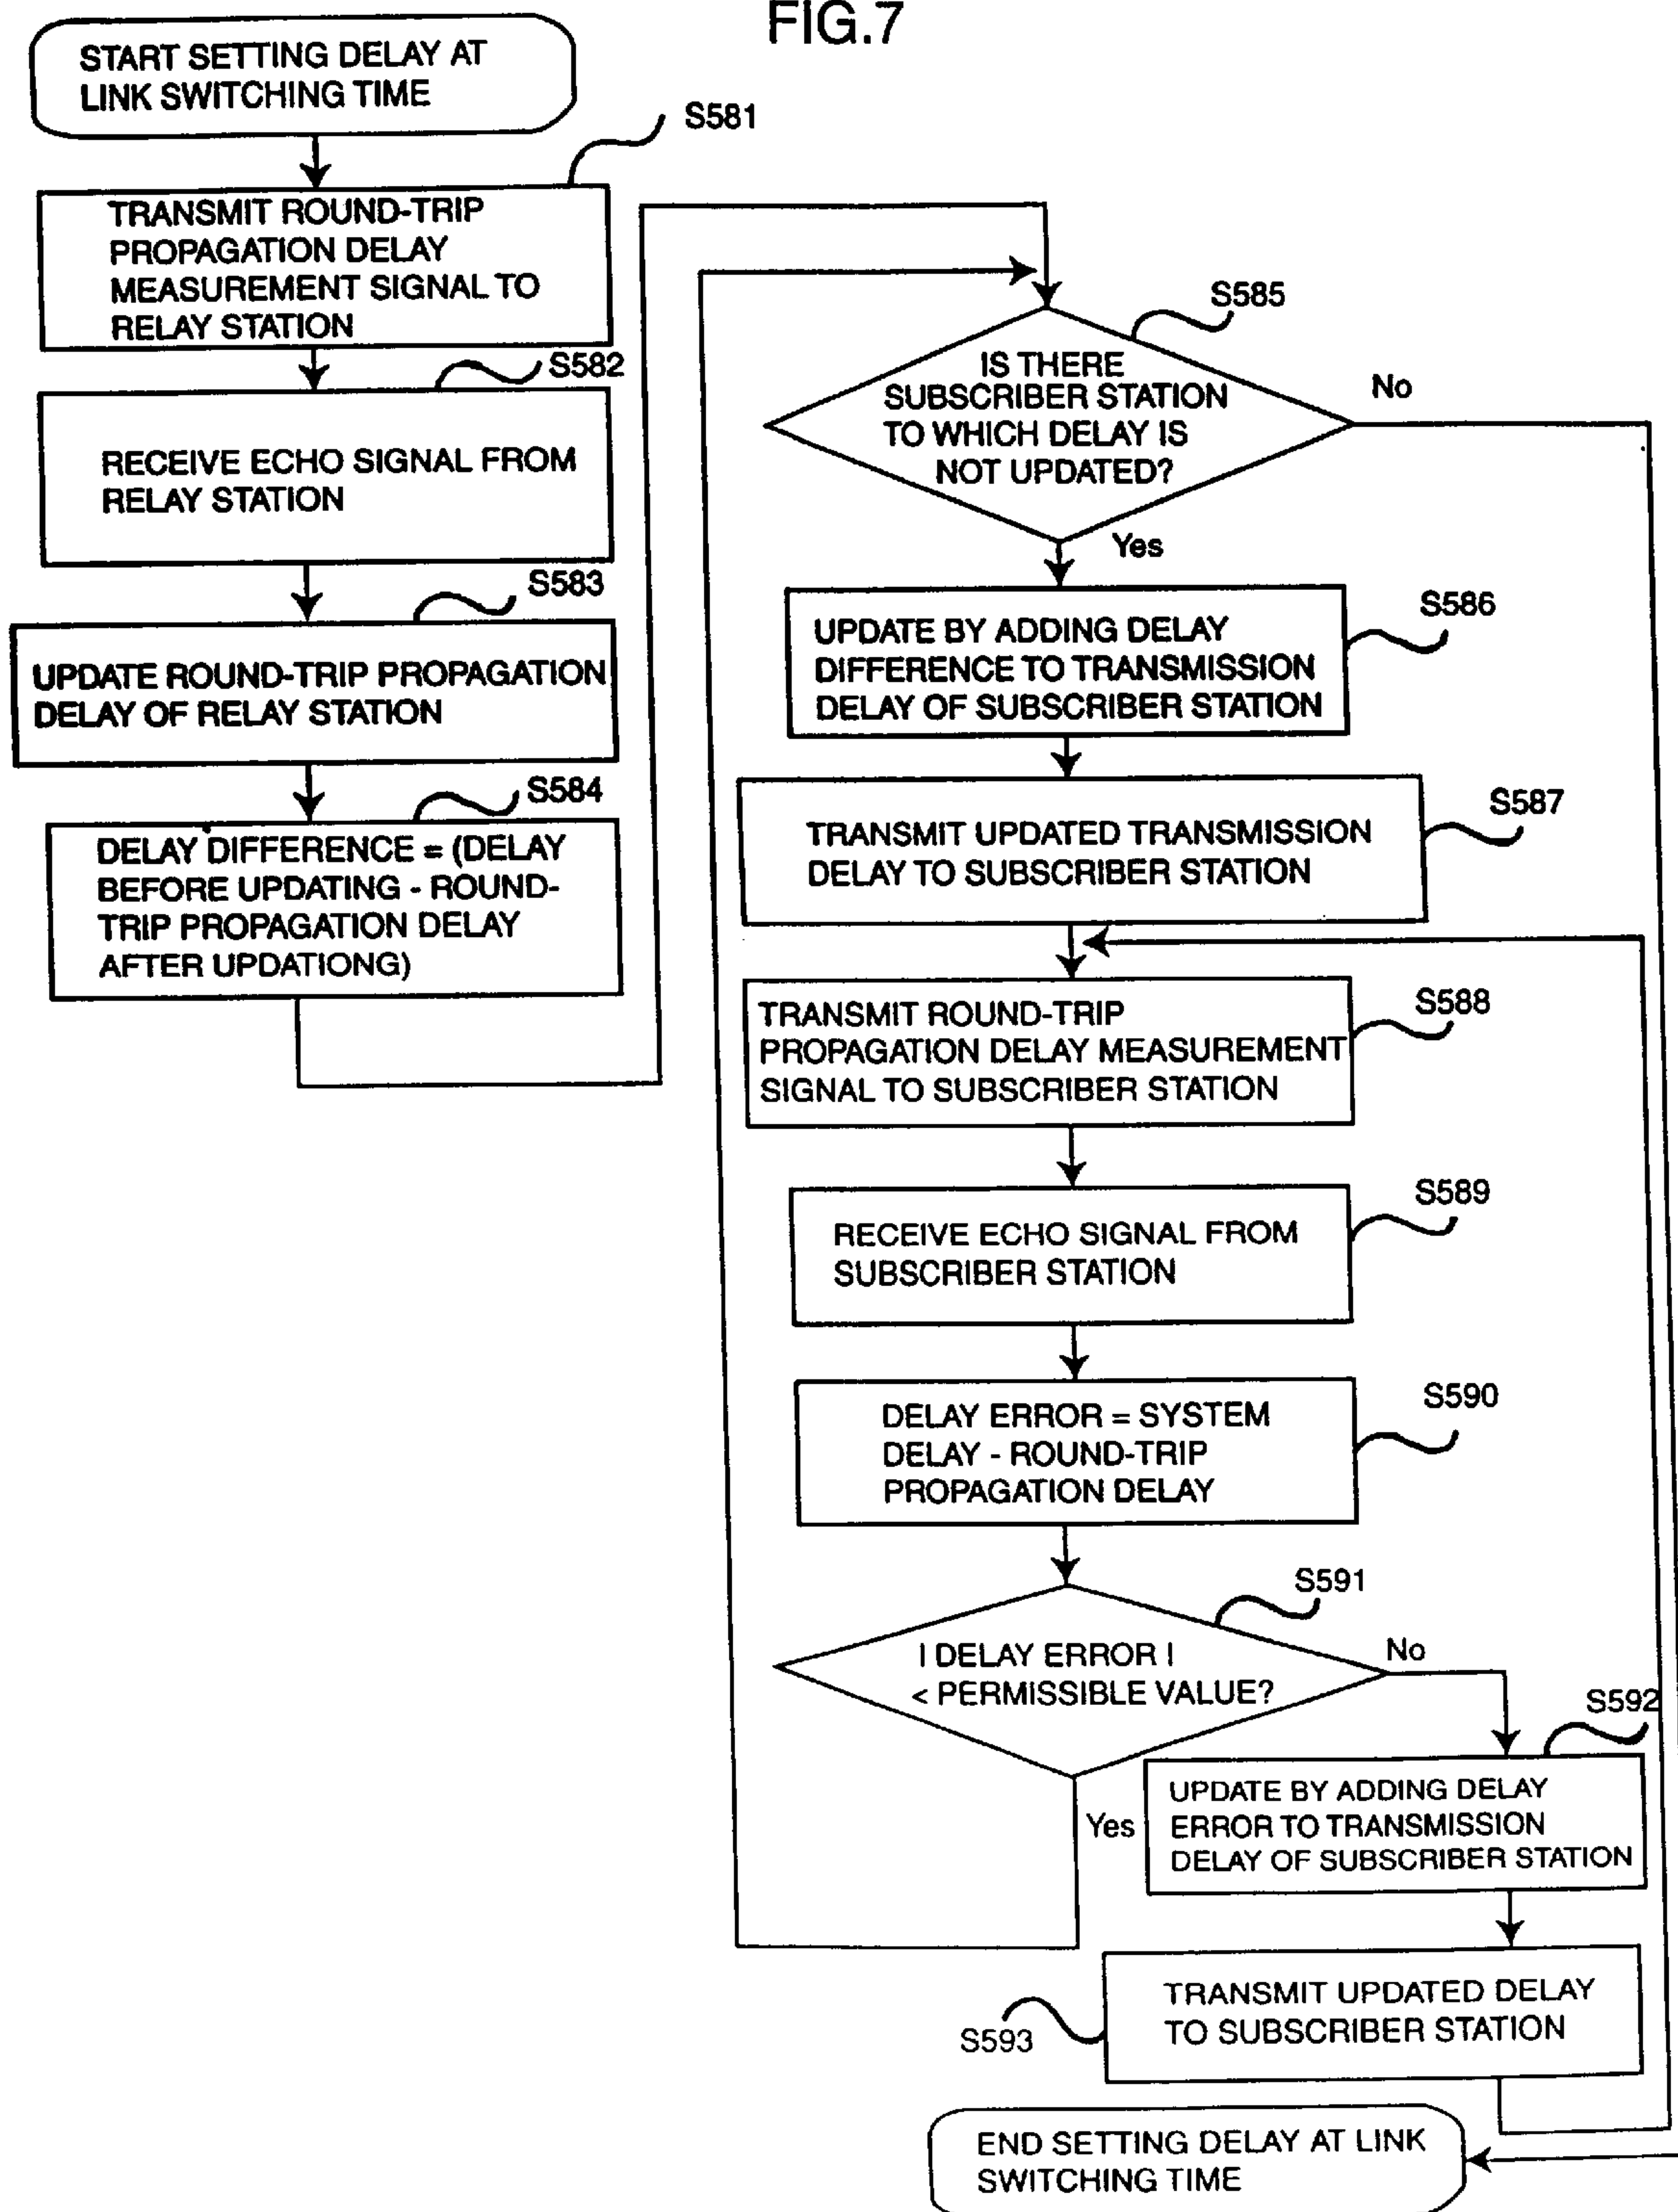 FIG.7
START SETTING DELAY AT
LINK SWITCHING TIME
S581
TRANSMIT ROUND-TRIP
PROPAGATION DELAY
MEASUREMENT SIGNAL TO
RELAY STATION
S582
RECEIVE ECHO SIGNAL FROM
RELAY STATION
S583
UPDATE ROUND-TRIP PROPAGATION
DELAY OF RELAY STATION
S584
DELAY DIFFERENCE = (DELAY
BEFORE UPDATING - ROUND-
TRIP PROPAGATION DELAY
AFTER UPDATIONG)
S585
IS THERE
SUBSCRIBER STATION
TO WHICH DELAY IS
NOT UPDATED?
No
Yes
S586
UPDATE BY ADDING DELAY
DIFFERENCE TO TRANSMISSION
DELAY OF SUBSCRIBER STATION
S587
TRANSMIT UPDATED TRANSMISSION
DELAY TO SUBSCRIBER STATION
S588
TRANSMIT ROUND-TRIP
PROPAGATION DELAY MEASUREMENT
SIGNAL TO SUBSCRIBER STATION
S589
RECEIVE ECHO SIGNAL FROM
SUBSCRIBER STATION
S590
DELAY ERROR = SYSTEM
DELAY - ROUND-TRIP
PROPAGATION DELAY
S591
I DELAY ERROR I
< PERMISSIBLE VALUE?
No
Yes
S592
UPDATE BY ADDING DELAY
ERROR TO TRANSMISSION
DELAY OF SUBSCRIBER STATION
S593
TRANSMIT UPDATED DELAY
TO SUBSCRIBER STATION
END SETTING DELAY AT LINK
SWITCHING TIME